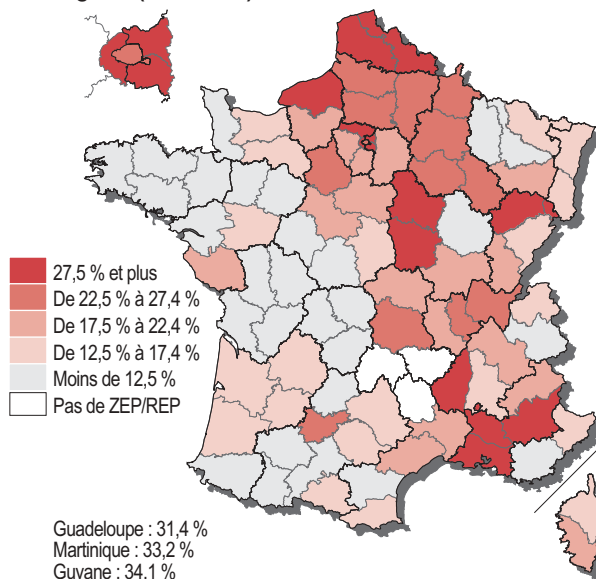 27,5 % et plus
De 22,5 % à 27,4 %
De 17,5 % à 22,4 %
De 12,5 % à 17,4 %
Moins de 12,5 %
Pas de ZEP/REP
Guadeloupe : 31,4 %
Martinique : 33,2 %
Guyane : 34,1 %